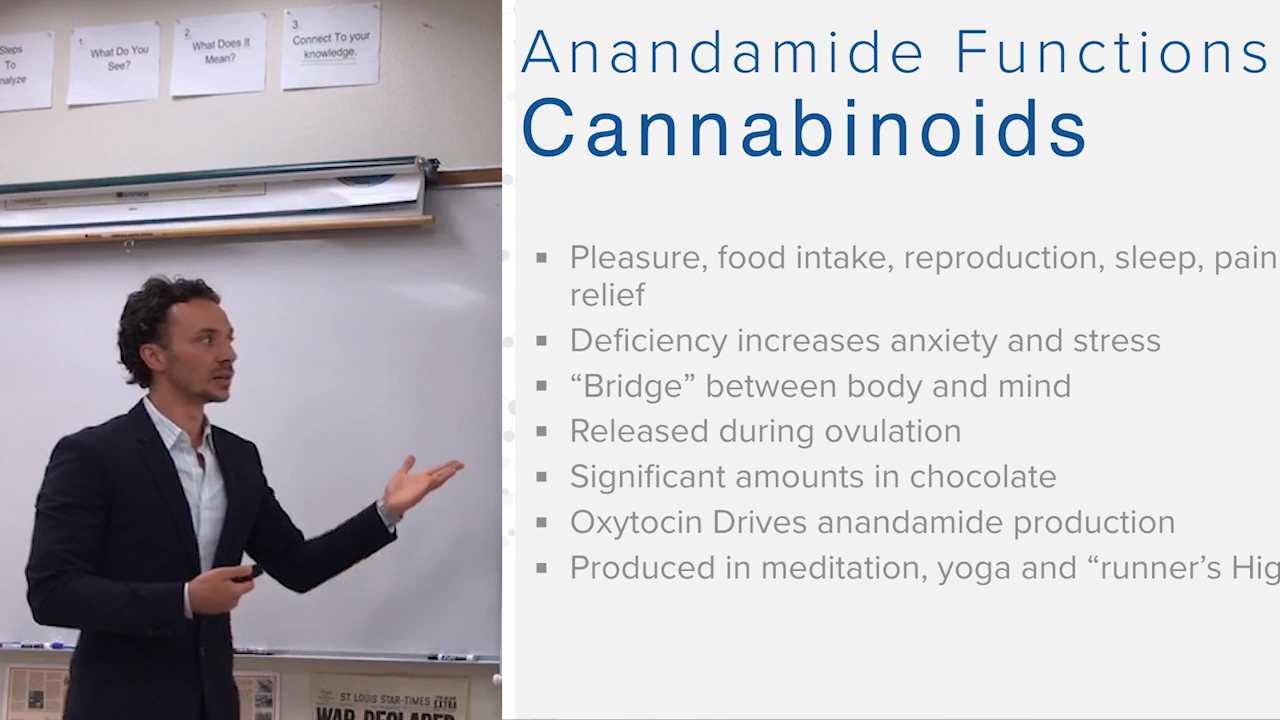 Steps
To
nalyze
1.
What Do You
See?
2.
What Does It
Mean?
3.
Connect To your
knowledge.
ST LOUIS STAR-TIMES
EXTRA
WAR DECLARED
Anandamide Functions
Cannabinoids
▪ Pleasure, food intake, reproduction, sleep, pain
relief
▪ Deficiency increases anxiety and stress
▪ “Bridge” between body and mind
▪ Released during ovulation
▪ Significant amounts in chocolate
▪ Oxytocin Drives anandamide production
▪ Produced in meditation, yoga and “runner’s Hig